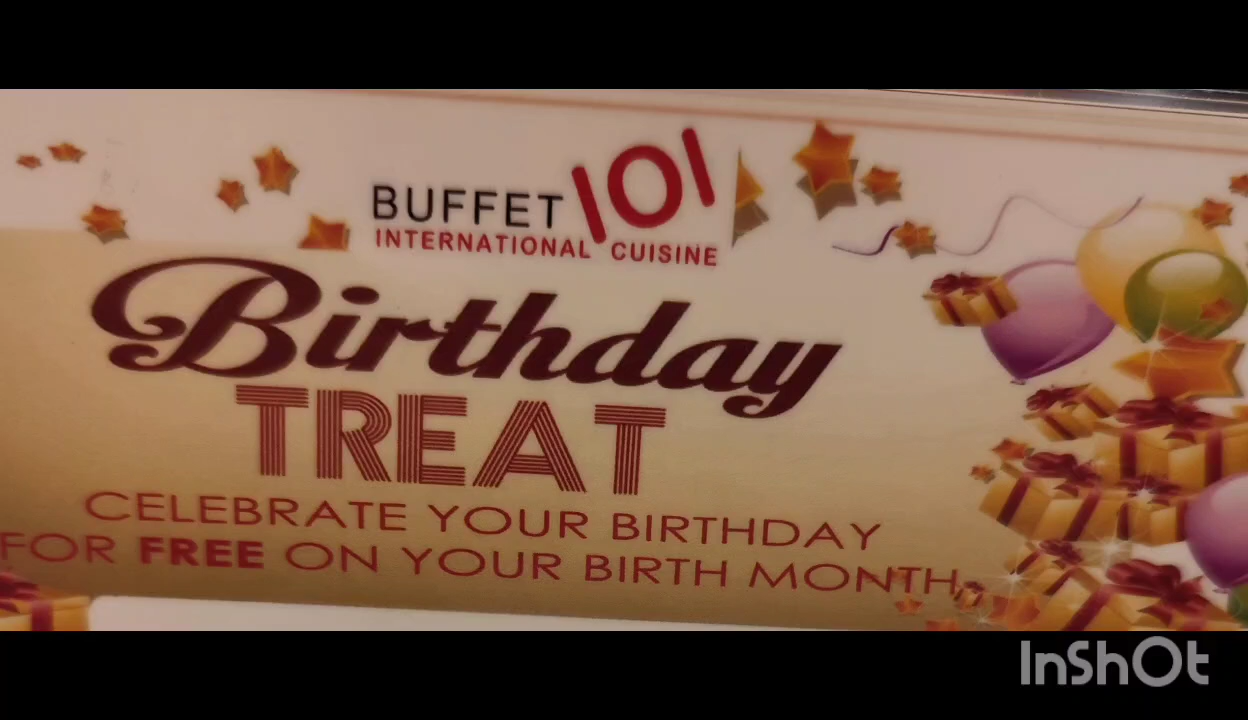 BUFFET 101
INTERNATIONAL CUISINE
Birthday
TREAT
CELEBRATE YOUR BIRTHDAY
FOR FREE ON YOUR BIRTH MONTH
InShOt